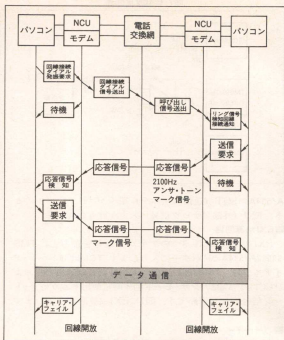 パソコン
NCU
モデム
電話
交換網
NCU
モデム
パソコン
回線接続
ダイアル
発振要求
回線接続
ダイアル
信号送出
待機
呼び出し
信号送出
リング信号
検知回線
接続通知
送信
要求
応答信号
応答信号
応答信号
検 知
2100Hz
アンサ・トーン
マーク信号
待機
送信
要求
応答信号
応答信号
マーク信号
応答信号
検 知
データ通信
キャリア・
フェイル
キャリア・
フェイル
回線開放
回線開放